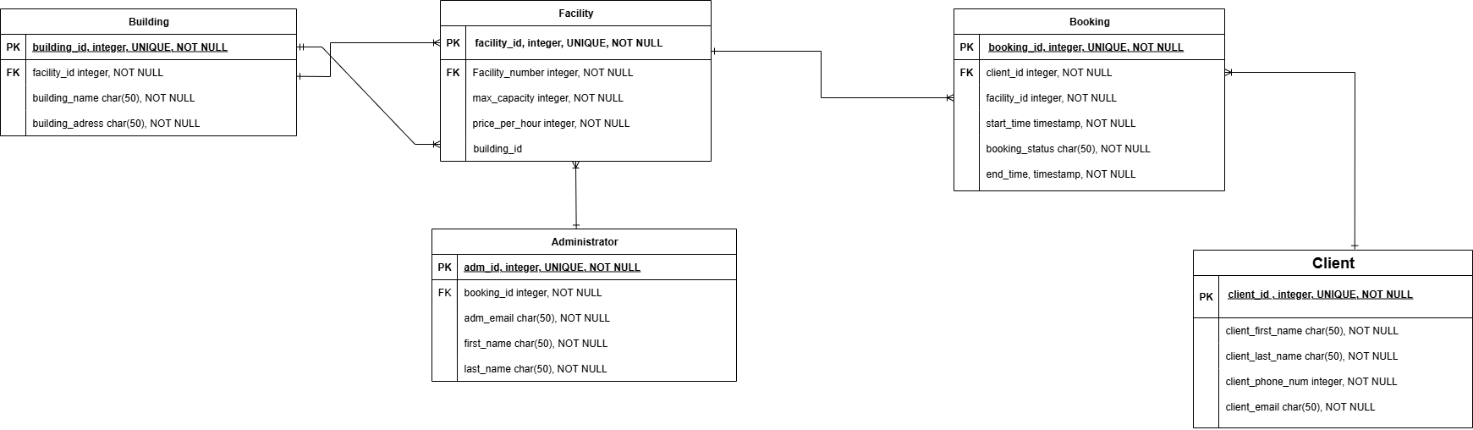 Building
PK building_id, integer, UNIQUE, NOT NULL
FK facility_id integer, NOT NULL
building_name char(50), NOT NULL
building_adress char(50), NOT NULL
Facility
PK facility_id, integer, UNIQUE, NOT NULL
FK Facility_number integer, NOT NULL
max_capacity integer, NOT NULL
price_per_hour integer, NOT NULL
building_id
Booking
PK booking_id, integer, UNIQUE, NOT NULL
FK client_id integer, NOT NULL
facility_id integer, NOT NULL
start_time timestamp, NOT NULL
booking_status char(50), NOT NULL
end_time, timestamp, NOT NULL
Administrator
PK adm_id, integer, UNIQUE, NOT NULL
FK booking_id integer, NOT NULL
adm_email char(50), NOT NULL
first_name char(50), NOT NULL
last_name char(50), NOT NULL
Client
PK client_id , integer, UNIQUE, NOT NULL
client_first_name char(50), NOT NULL
client_last_name char(50), NOT NULL
client_phone_num integer, NOT NULL
client_email char(50), NOT NULL